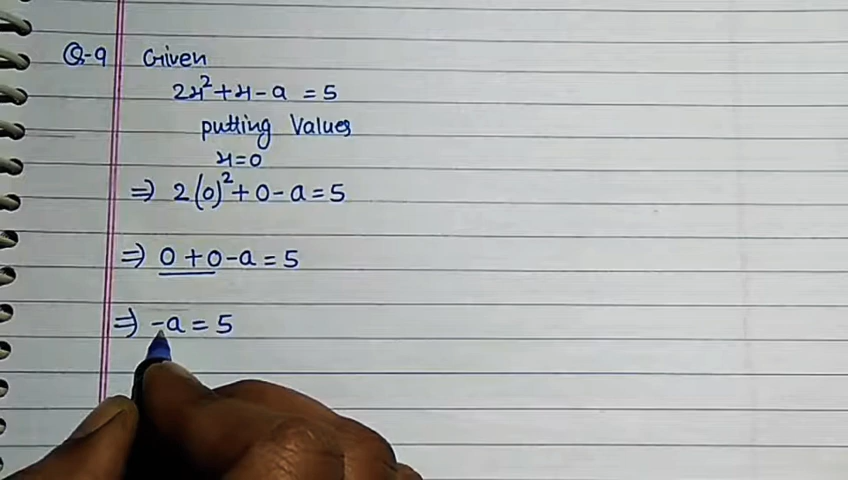 Q-9 Given
2x²+x-a = 5
putting Values
x=0
⇒ 2(0)²+0-a=5
⇒ 0+0-a = 5
⇒ -a = 5